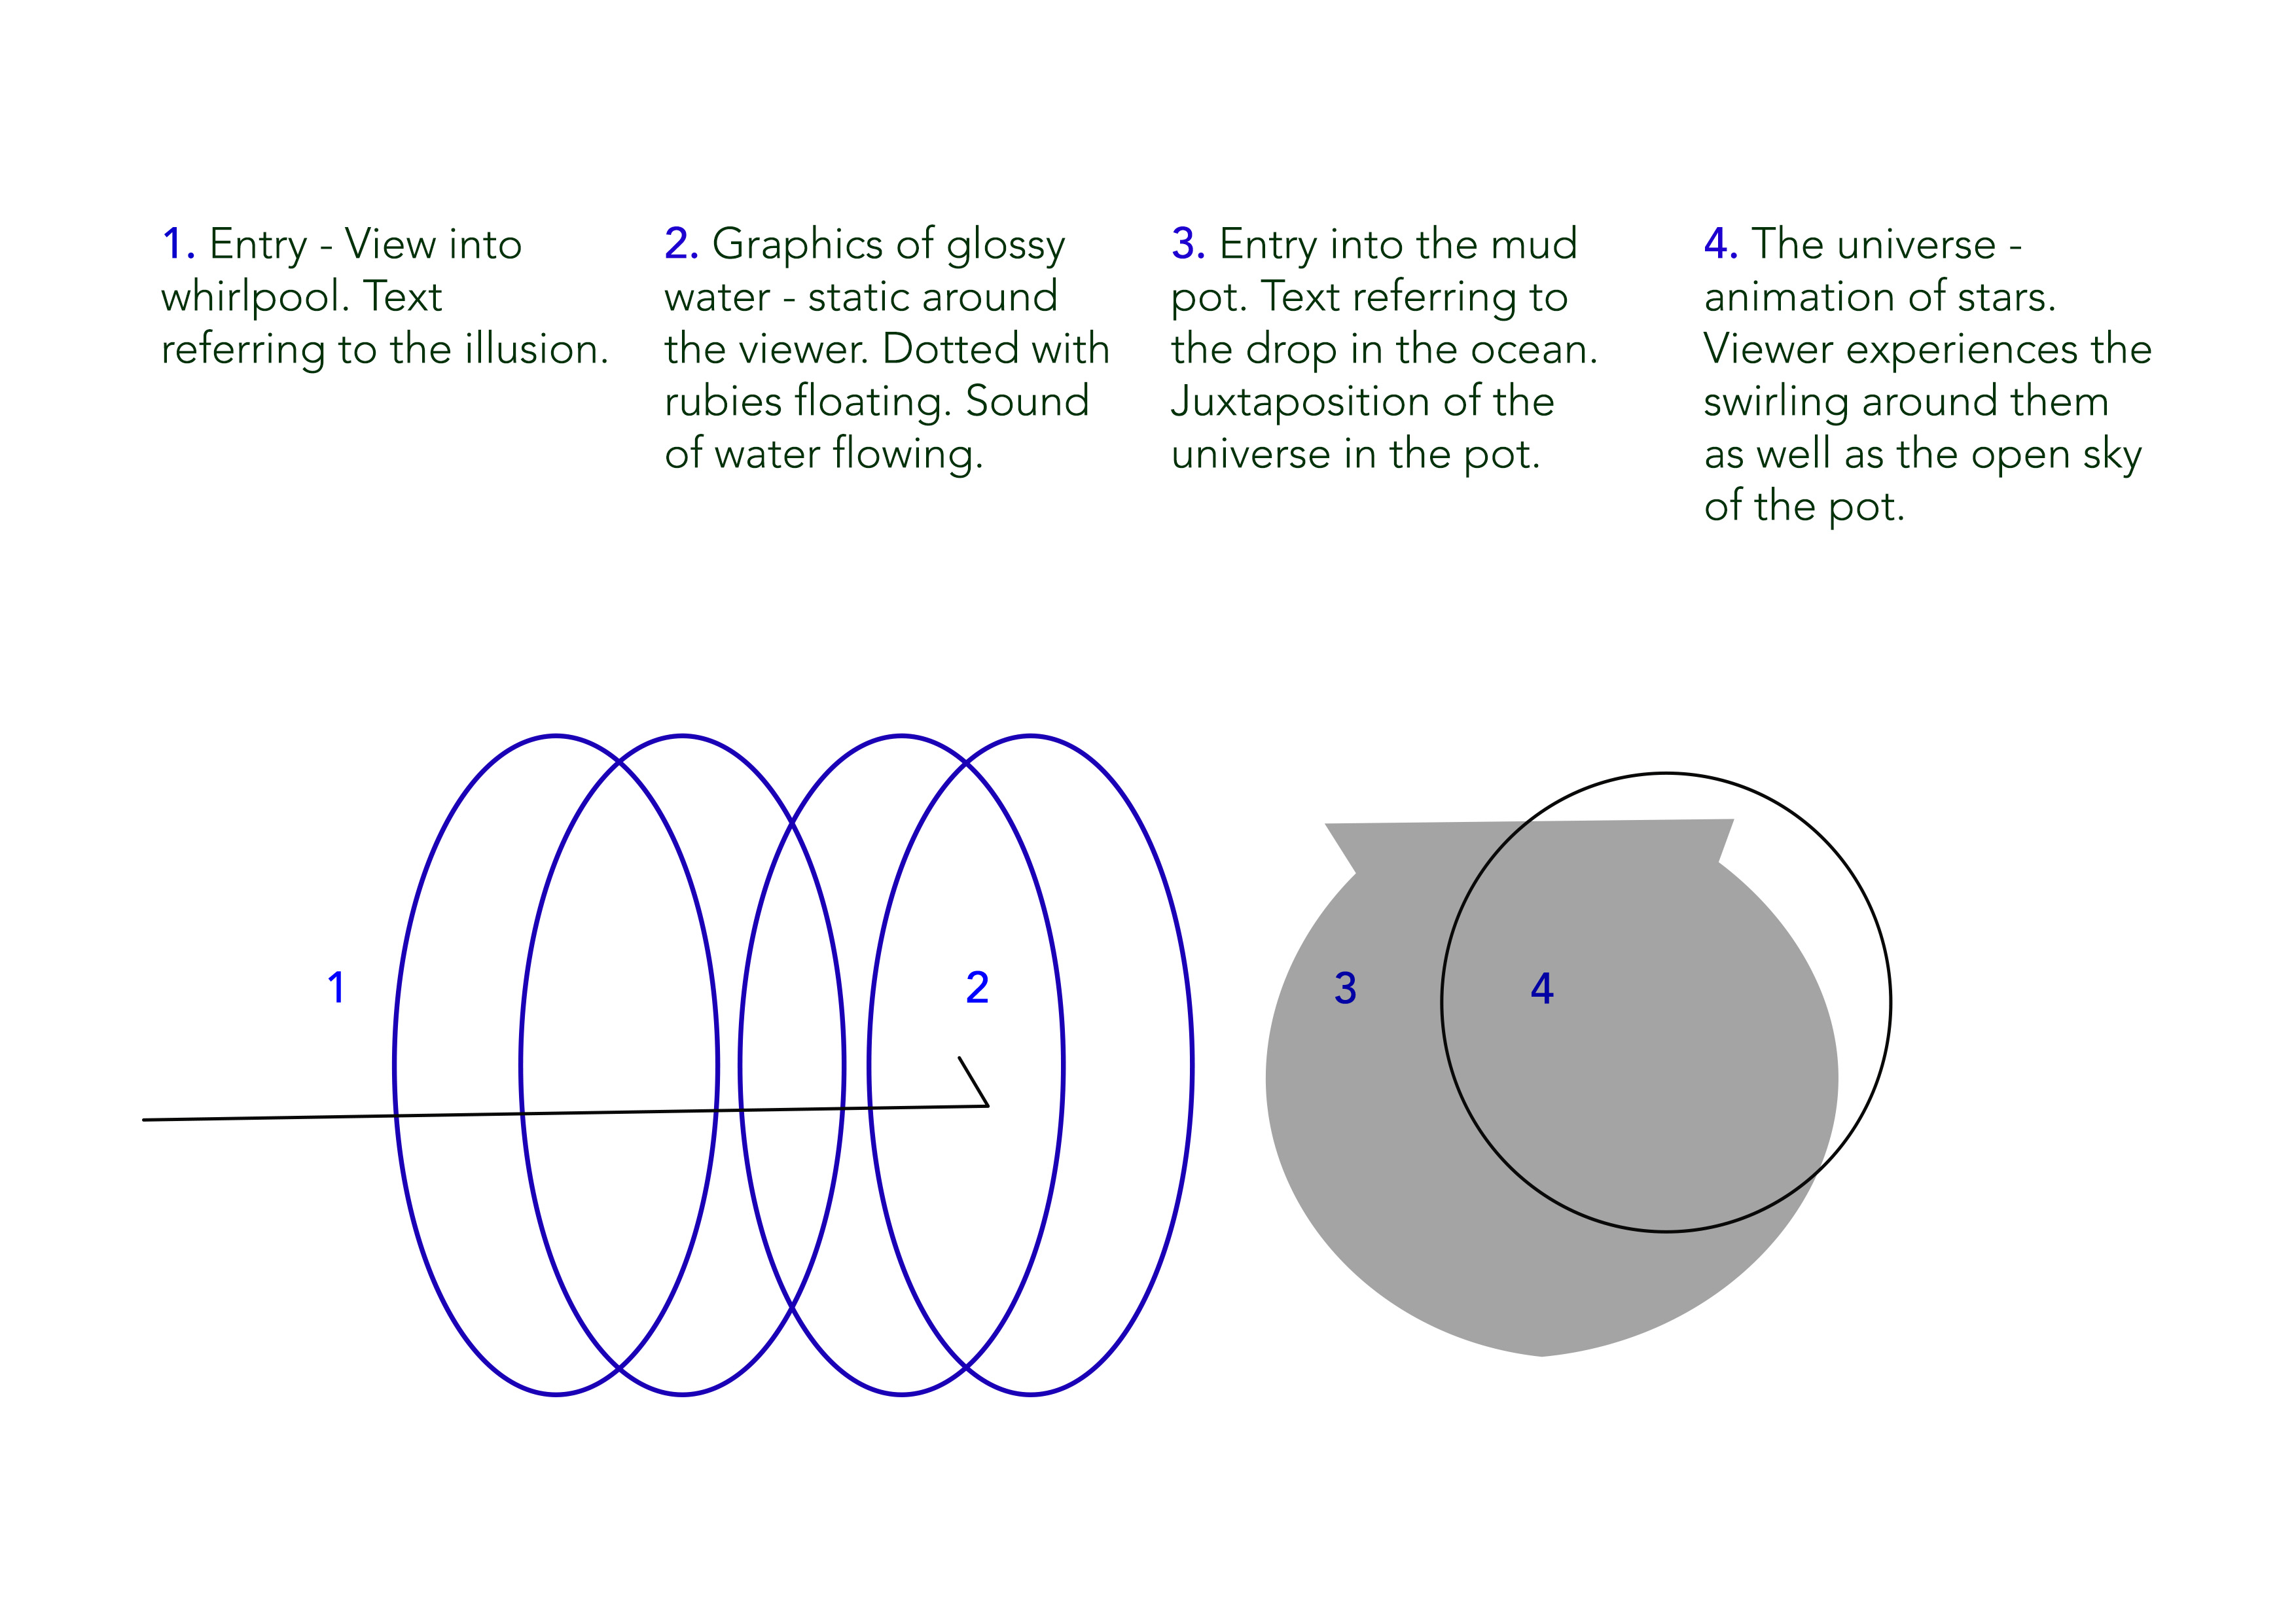 1. Entry - View into
whirlpool. Text
referring to the illusion.
2. Graphics of glossy
water - static around
the viewer. Dotted with
rubies floating. Sound
of water flowing.
3. Entry into the mud
pot. Text referring to
the drop in the ocean.
Juxtaposition of the
universe in the pot.
4. The universe -
animation of stars.
Viewer experiences the
swirling around them
as well as the open sky
of the pot.
1
2
3
4